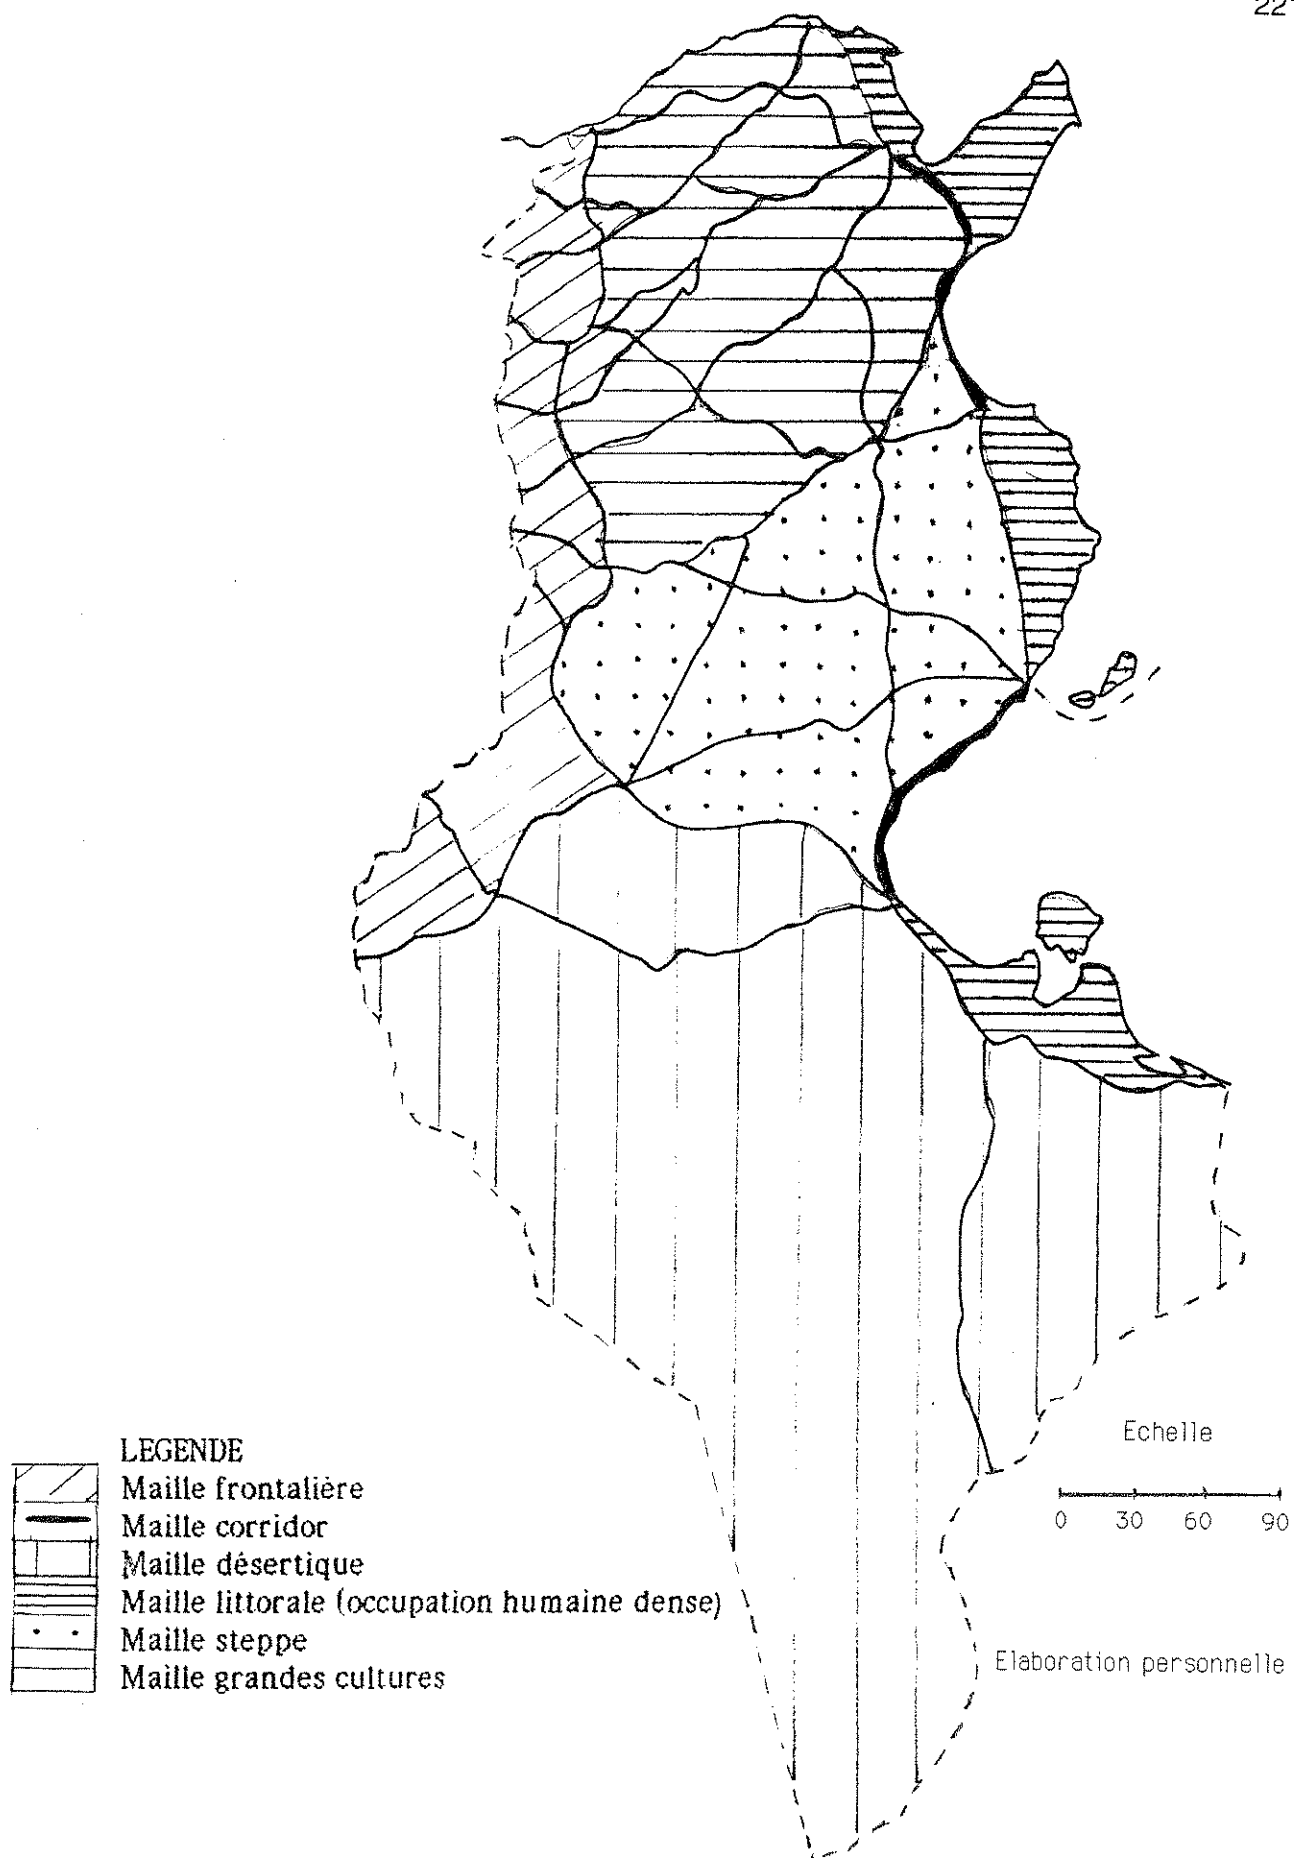 22
LEGENDE
Maille frontalière
Maille corridor
Maille désertique
Maille littorale (occupation humaine dense)
Maille steppe
Maille grandes cultures
Echelle
0 30 60 90
Elaboration personnelle